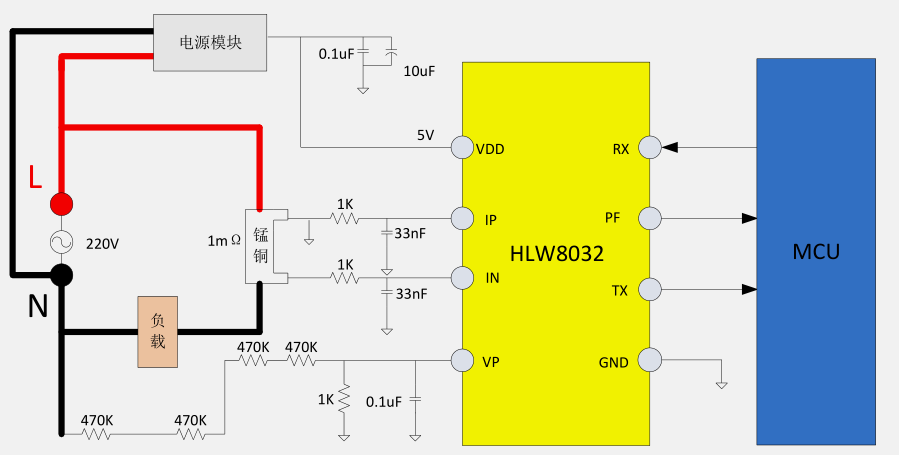 电源模块
0.1uF
10uF
5V
VDD
RX
L
1K
IP
PF
220V
1mΩ
锰
铜
33nF
HLW8032
MCU
1K
IN
TX
N
33nF
负
载
470K
470K
VP
GND
1K
0.1uF
470K
470K